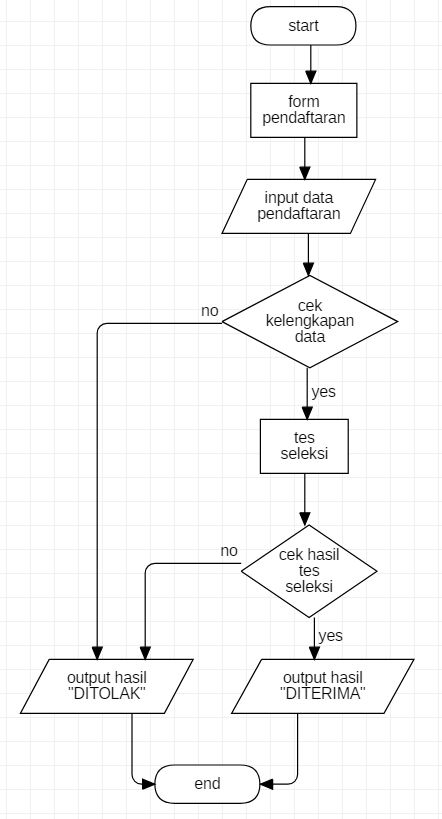 start
form
pendaftaran
input data
pendaftaran
cek
kelengkapan
data
no
yes
tes
seleksi
cek hasil
tes
seleksi
no
yes
output hasil
"DITOLAK"
output hasil
"DITERIMA"
end